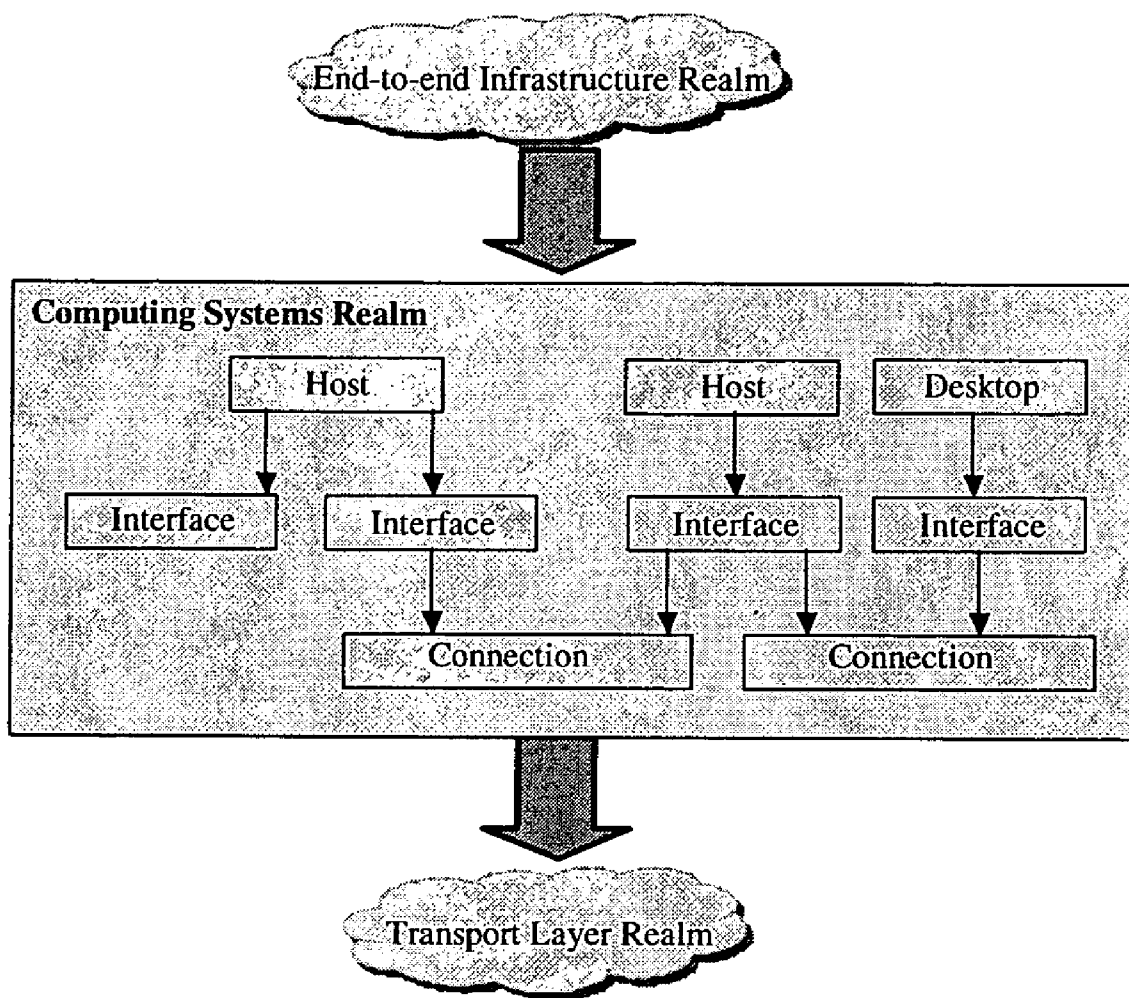 End-to-end Infrastructure Realm
Computing Systems Realm
Host
Host
Desktop
Interface
Interface
Interface
Interface
Connection
Connection
Transport Layer Realm